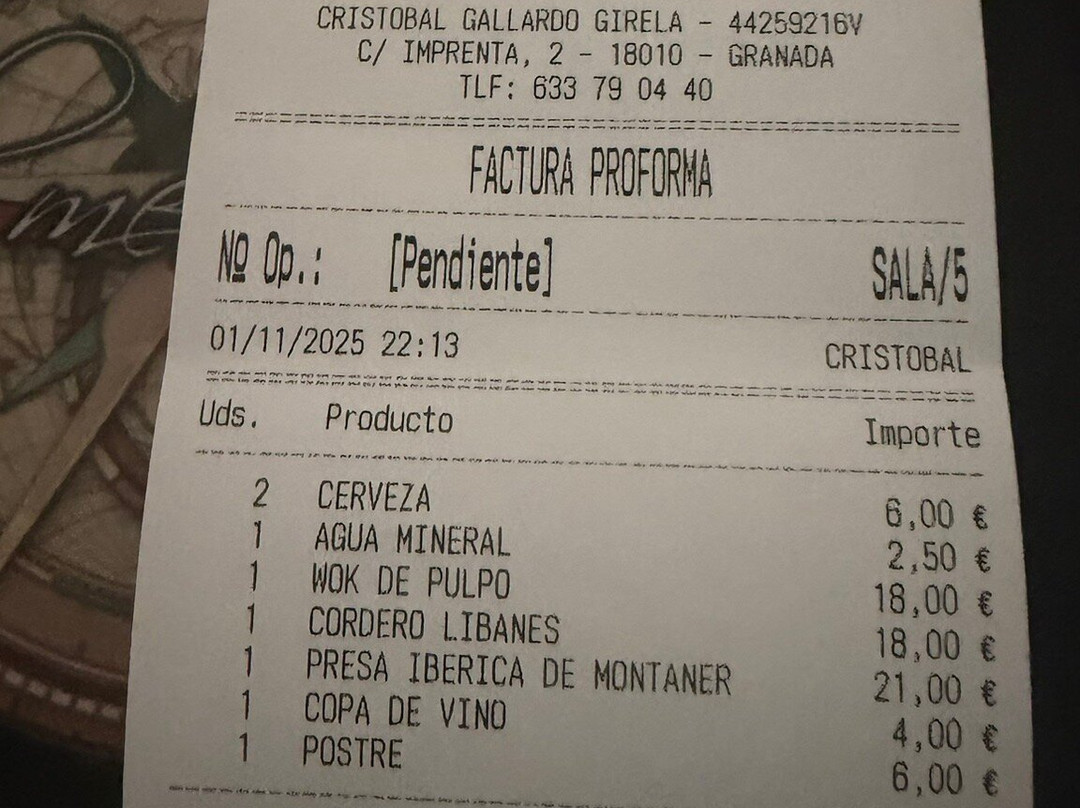 CRISTOBAL GALLARDO GIRELA - 44259216V
C/ IMPRENTA, 2 - 18010 - GRANADA
TLF: 633 79 04 40
FACTURA PROFORMA
Nº Op.: [Pendiente] SALA/5
01/11/2025 22:13 CRISTOBAL
Uds. Producto Importe
2 CERVEZA 6,00 €
1 AGUA MINERAL 2,50 €
1 WOK DE PULPO 18,00 €
1 CORDERO LIBANES 18,00 €
1 PRESA IBERICA DE MONTANER 21,00 €
1 COPA DE VINO 4,00 €
1 POSTRE 6,00 €